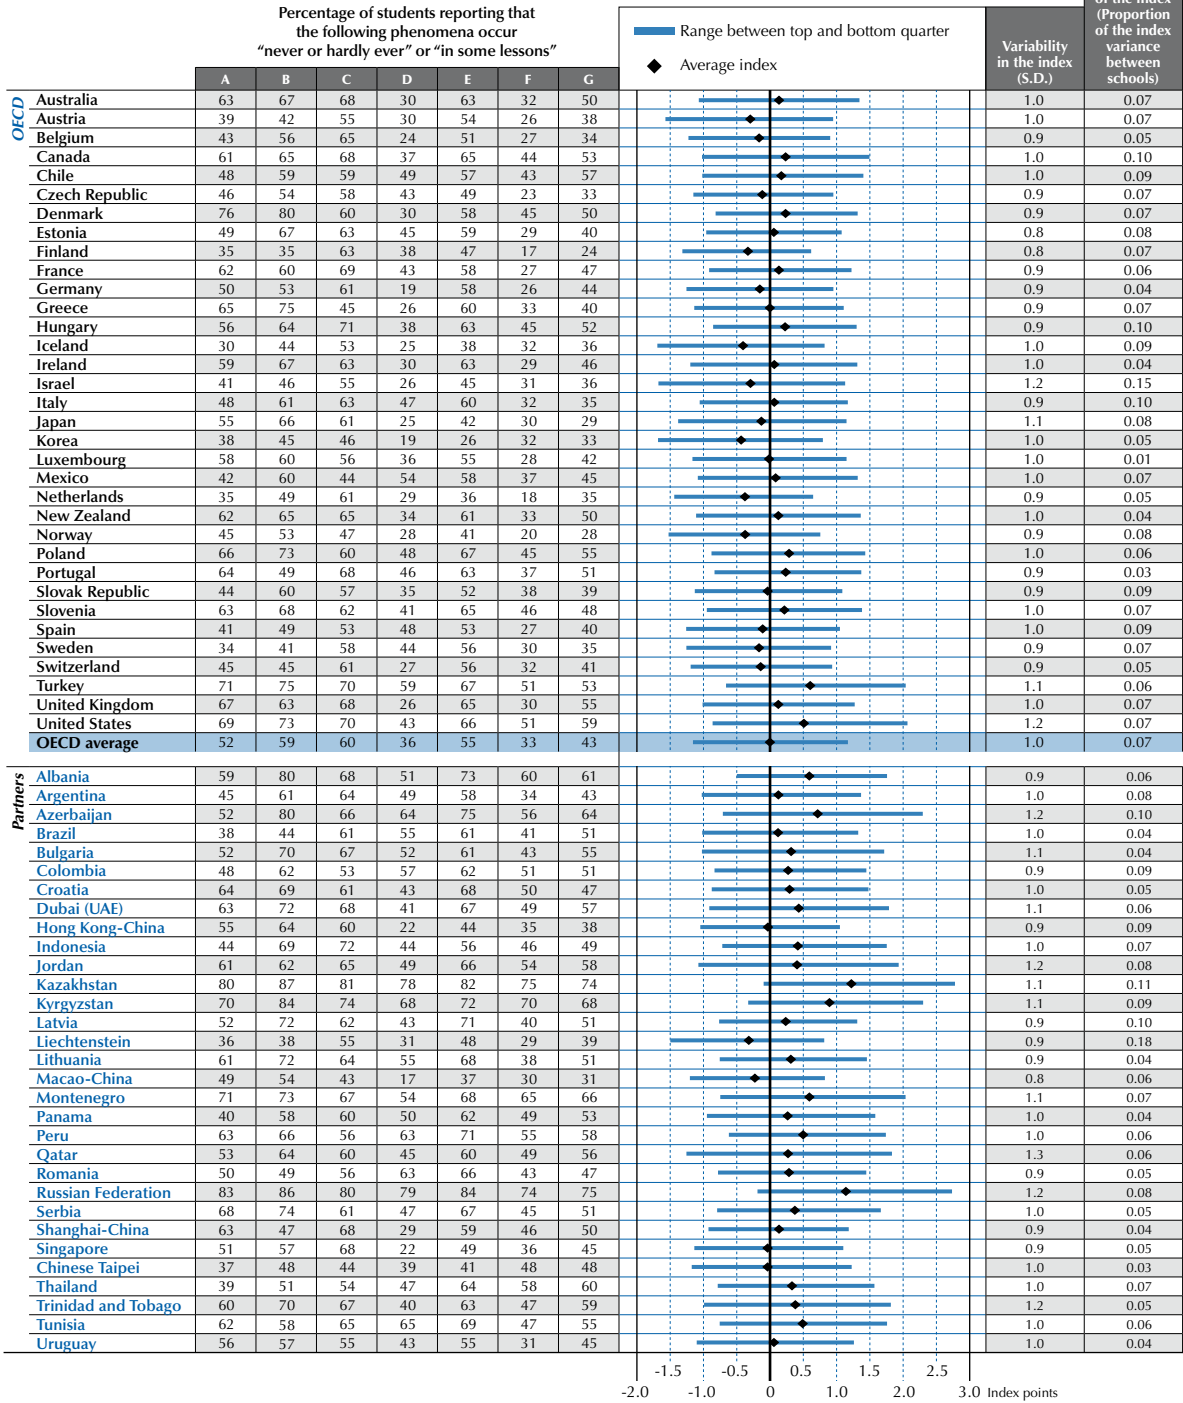 Percentage of students reporting that
the following phenomena occur
“never or hardly ever” or “in some lessons”
Range between top and bottom quarter
Average index
Variability
in the index
(S.D.)
of the index
(Proportion
of the index
variance
between
schools)
A B C D E F G
OECD
Australia 63 67 68 30 63 32 50 1.0 0.07
Austria 39 42 55 30 54 26 38 1.0 0.07
Belgium 43 56 65 24 51 27 34 0.9 0.05
Canada 61 65 68 37 65 44 53 1.0 0.10
Chile 48 59 59 49 57 43 57 1.0 0.09
Czech Republic 46 54 58 43 49 23 33 0.9 0.07
Denmark 76 80 60 30 58 45 50 0.9 0.07
Estonia 49 67 63 45 59 29 40 0.8 0.08
Finland 35 35 63 38 47 17 24 0.8 0.07
France 62 60 69 43 58 27 47 0.9 0.06
Germany 50 53 61 19 58 26 44 0.9 0.04
Greece 65 75 45 26 60 33 40 0.9 0.07
Hungary 56 64 71 38 63 45 52 0.9 0.10
Iceland 30 44 53 25 38 32 36 1.0 0.09
Ireland 59 67 63 30 63 29 46 1.0 0.04
Israel 41 46 55 26 45 31 36 1.2 0.15
Italy 48 61 63 47 60 32 35 0.9 0.10
Japan 55 66 61 25 42 30 29 1.1 0.08
Korea 38 45 46 19 26 32 33 1.0 0.05
Luxembourg 58 60 56 36 55 28 42 1.0 0.01
Mexico 42 60 44 54 58 37 45 1.0 0.07
Netherlands 35 49 61 29 36 18 35 0.9 0.05
New Zealand 62 65 65 34 61 33 50 1.0 0.04
Norway 45 53 47 28 41 20 28 0.9 0.08
Poland 66 73 60 48 67 45 55 1.0 0.06
Portugal 64 49 68 46 63 37 51 0.9 0.03
Slovak Republic 44 60 57 35 52 38 39 0.9 0.09
Slovenia 63 68 62 41 65 46 48 1.0 0.07
Spain 41 49 53 48 53 27 40 1.0 0.09
Sweden 34 41 58 44 56 30 35 0.9 0.07
Switzerland 45 45 61 27 56 32 41 0.9 0.05
Turkey 71 75 70 59 67 51 53 1.1 0.06
United Kingdom 67 63 68 26 65 30 55 1.0 0.07
United States 69 73 70 43 66 51 59 1.2 0.07
OECD average 52 59 60 36 55 33 43 1.0 0.07
Partners
Albania 59 80 68 51 73 60 61 0.9 0.06
Argentina 45 61 64 49 58 34 43 1.0 0.08
Azerbaijan 52 80 66 64 75 56 64 1.2 0.10
Brazil 38 44 61 55 61 41 51 1.0 0.04
Bulgaria 52 70 67 52 61 43 55 1.1 0.04
Colombia 48 62 53 57 62 51 51 0.9 0.09
Croatia 64 69 61 43 68 50 47 1.0 0.05
Dubai (UAE) 63 72 68 41 67 49 57 1.1 0.06
Hong Kong-China 55 64 60 22 44 35 38 0.9 0.09
Indonesia 44 69 72 44 56 46 49 1.0 0.07
Jordan 61 62 65 49 66 54 58 1.2 0.08
Kazakhstan 80 87 81 78 82 75 74 1.1 0.11
Kyrgyzstan 70 84 74 68 72 70 68 1.1 0.09
Latvia 52 72 62 43 71 40 51 0.9 0.10
Liechtenstein 36 38 55 31 48 29 39 0.9 0.18
Lithuania 61 72 64 55 68 38 51 0.9 0.04
Macao-China 49 54 43 17 37 30 31 0.8 0.06
Montenegro 71 73 67 54 68 65 66 1.1 0.07
Panama 40 58 60 50 62 49 53 1.0 0.04
Peru 63 66 56 63 71 55 58 1.0 0.06
Qatar 53 64 60 45 60 49 56 1.3 0.06
Romania 50 49 56 63 66 43 47 0.9 0.05
Russian Federation 83 86 80 79 84 74 75 1.2 0.08
Serbia 68 74 61 47 67 45 51 1.0 0.05
Shanghai-China 63 47 68 29 59 46 50 0.9 0.04
Singapore 51 57 68 22 49 36 45 0.9 0.05
Chinese Taipei 37 48 44 39 41 48 48 1.0 0.03
Thailand 39 51 54 47 64 58 60 1.0 0.07
Trinidad and Tobago 60 70 67 40 63 47 59 1.2 0.05
Tunisia 62 58 65 65 69 47 55 1.0 0.06
Uruguay 56 57 55 43 55 31 45 1.0 0.04
-1.5 -0.5 0.5 1.5 2.5
-2.0 -1.0 0 1.0 2.0 3.0 Index points